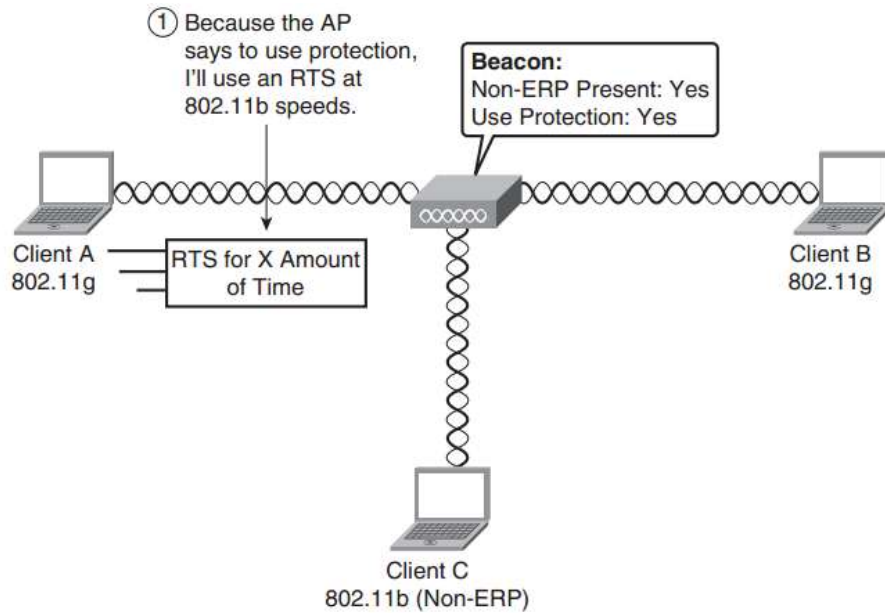 1 Because the AP
says to use protection,
I'll use an RTS at
802.11b speeds.
Beacon:
Non-ERP Present: Yes
Use Protection: Yes
Client A
802.11g
RTS for X Amount
of Time
Client B
802.11g
Client C
802.11b (Non-ERP)